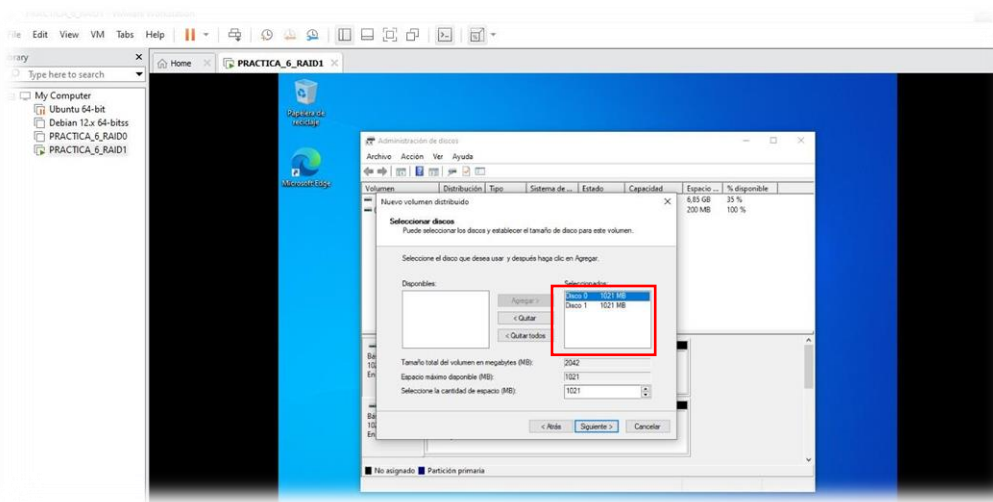 File Edit View VM Tabs Help
Library
Home
PRACTICA_6_RAID1
Type here to search
My Computer
Ubuntu 64-bit
Debian 12.x 64-bitss
PRACTICA_6_RAID0
PRACTICA_6_RAID1
Papelera de
reciclaje
Microsoft Edge
Administración de discos
Archivo Acción Ver Ayuda
Volumen Distribución Tipo Sistema de ... Estado Capacidad Espacio ... % disponible
6,85 GB 35 %
200 MB 100 %
Nuevo volumen distribuido
Seleccionar discos
Puede seleccionar los discos y establecer el tamaño de disco para este volumen.
Seleccione el disco que desea usar y después haga clic en Agregar.
Disponibles:
Seleccionados:
Disco 0 1021 MB
Disco 1 1021 MB
Agregar >
< Quitar
< Quitar todos
Tamaño total del volumen en megabytes (MB): 2042
Espacio máximo disponible (MB): 1021
Seleccione la cantidad de espacio (MB): 1021
< Atrás Siguiente > Cancelar
No asignado Partición primaria